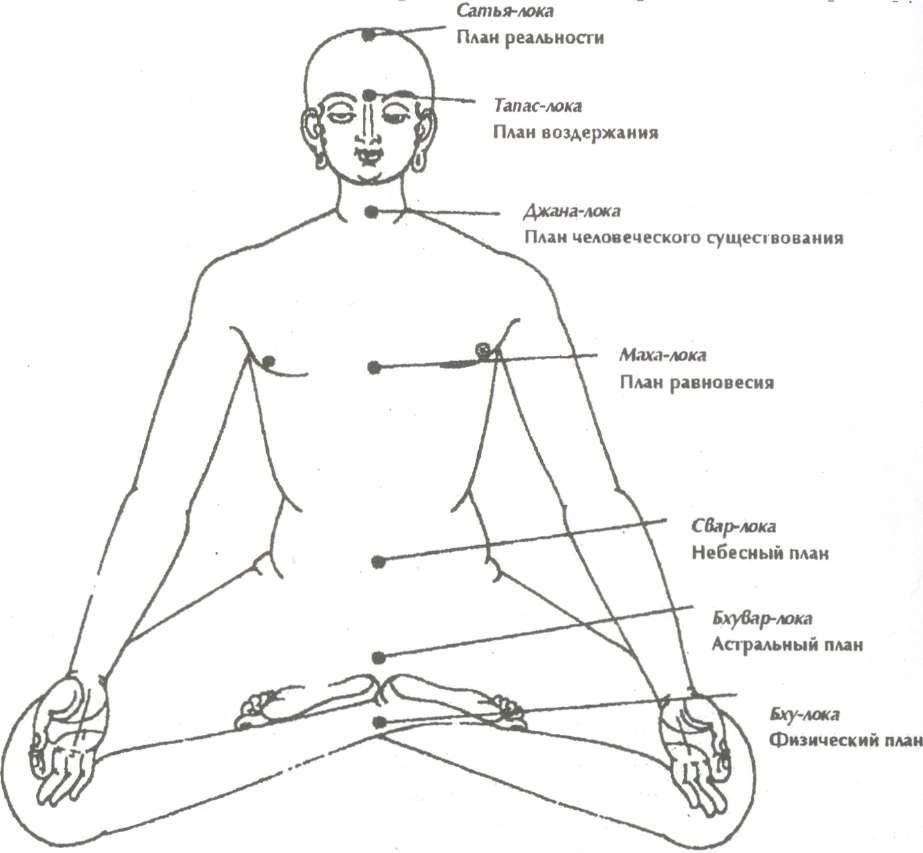 Сатья-лока
План реальности
Тапас-лока
План воздержания
Джана-лока
План человеческого существования
Маха-лока
План равновесия
Свар-лока
Небесный план
Бхувар-лока
Астральный план
Бху-лока
Физический план